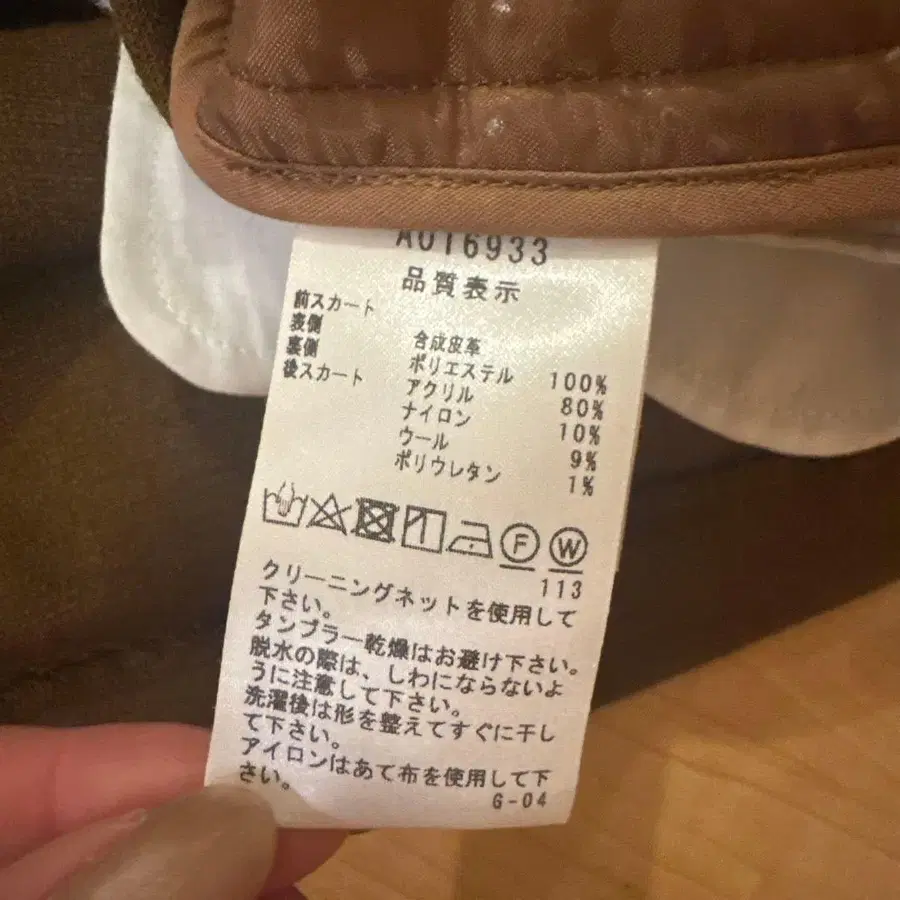 A016933
品質表示
前スカート
表側 合成皮革
裏側 ポリエステル 100%
後スカート アクリル 80%
ナイロン 10%
ウール 9%
ポリウレタン 1%
F W
113
クリーニングネットを使用して
下さい。
タンブラー乾燥はお避け下さい。
脱水の際は、しわにならないよ
うに注意して下さい。
洗濯後は形を整えてすぐに干し
て下さい。
アイロンはあて布を使用して下
さい。
G-04